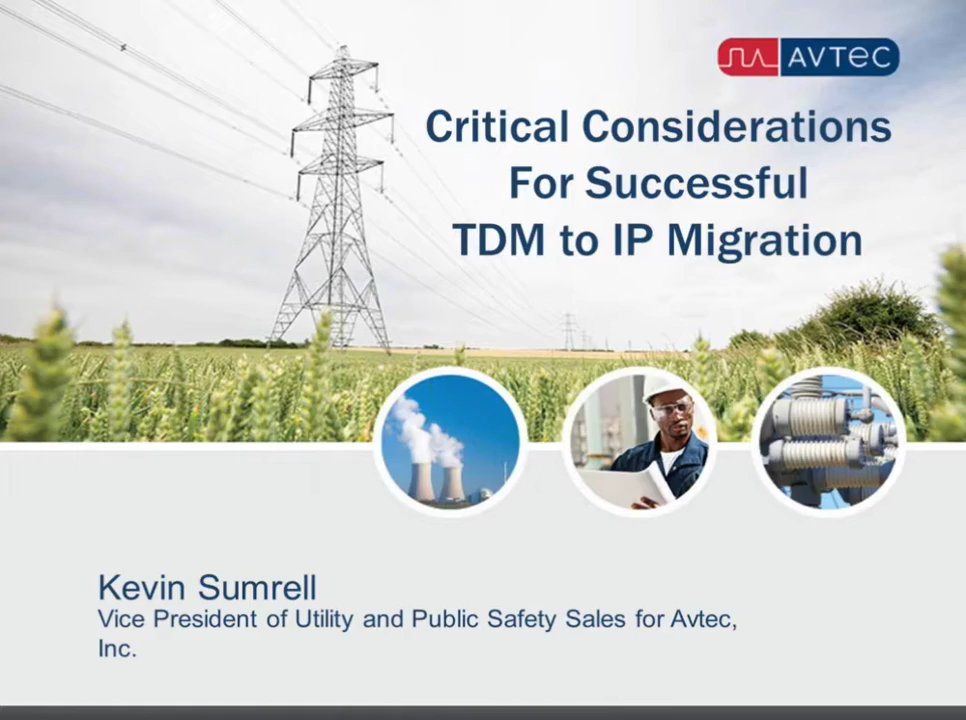 AVTEC
Critical Considerations
For Successful
TDM to IP Migration
Kevin Sumrell
Vice President of Utility and Public Safety Sales for Avtec,
Inc.